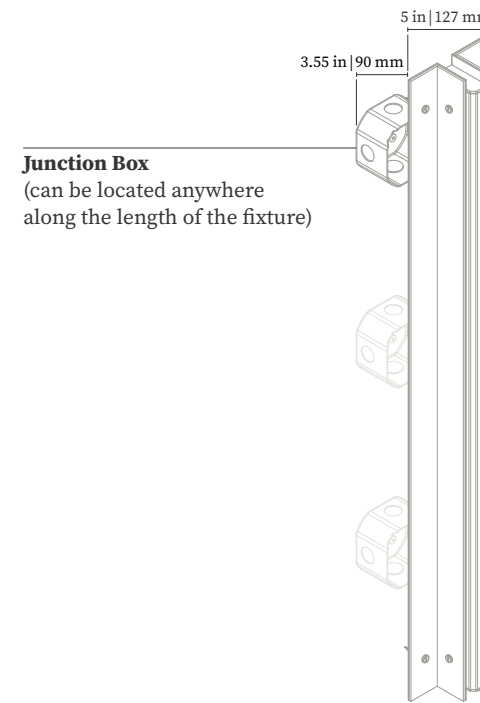 5 in|127 mm
3.55 in|90 mm
Junction Box
(can be located anywhere
along the length of the fixture)